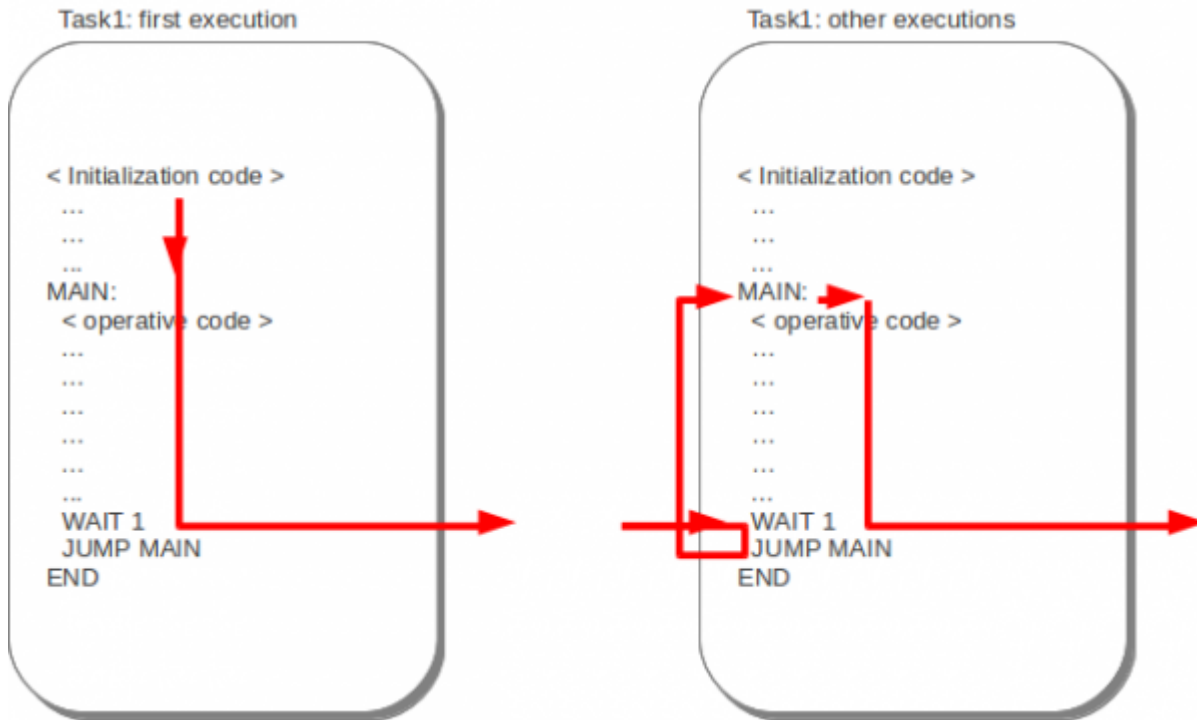 Task1: first execution
< Initialization code >
...
...
...
MAIN:
< operative code >
...
...
...
...
...
...
WAIT 1
JUMP MAIN
END
Task1: other executions
< Initialization code >
...
...
...
MAIN:
< operative code >
...
...
...
...
...
...
WAIT 1
JUMP MAIN
END